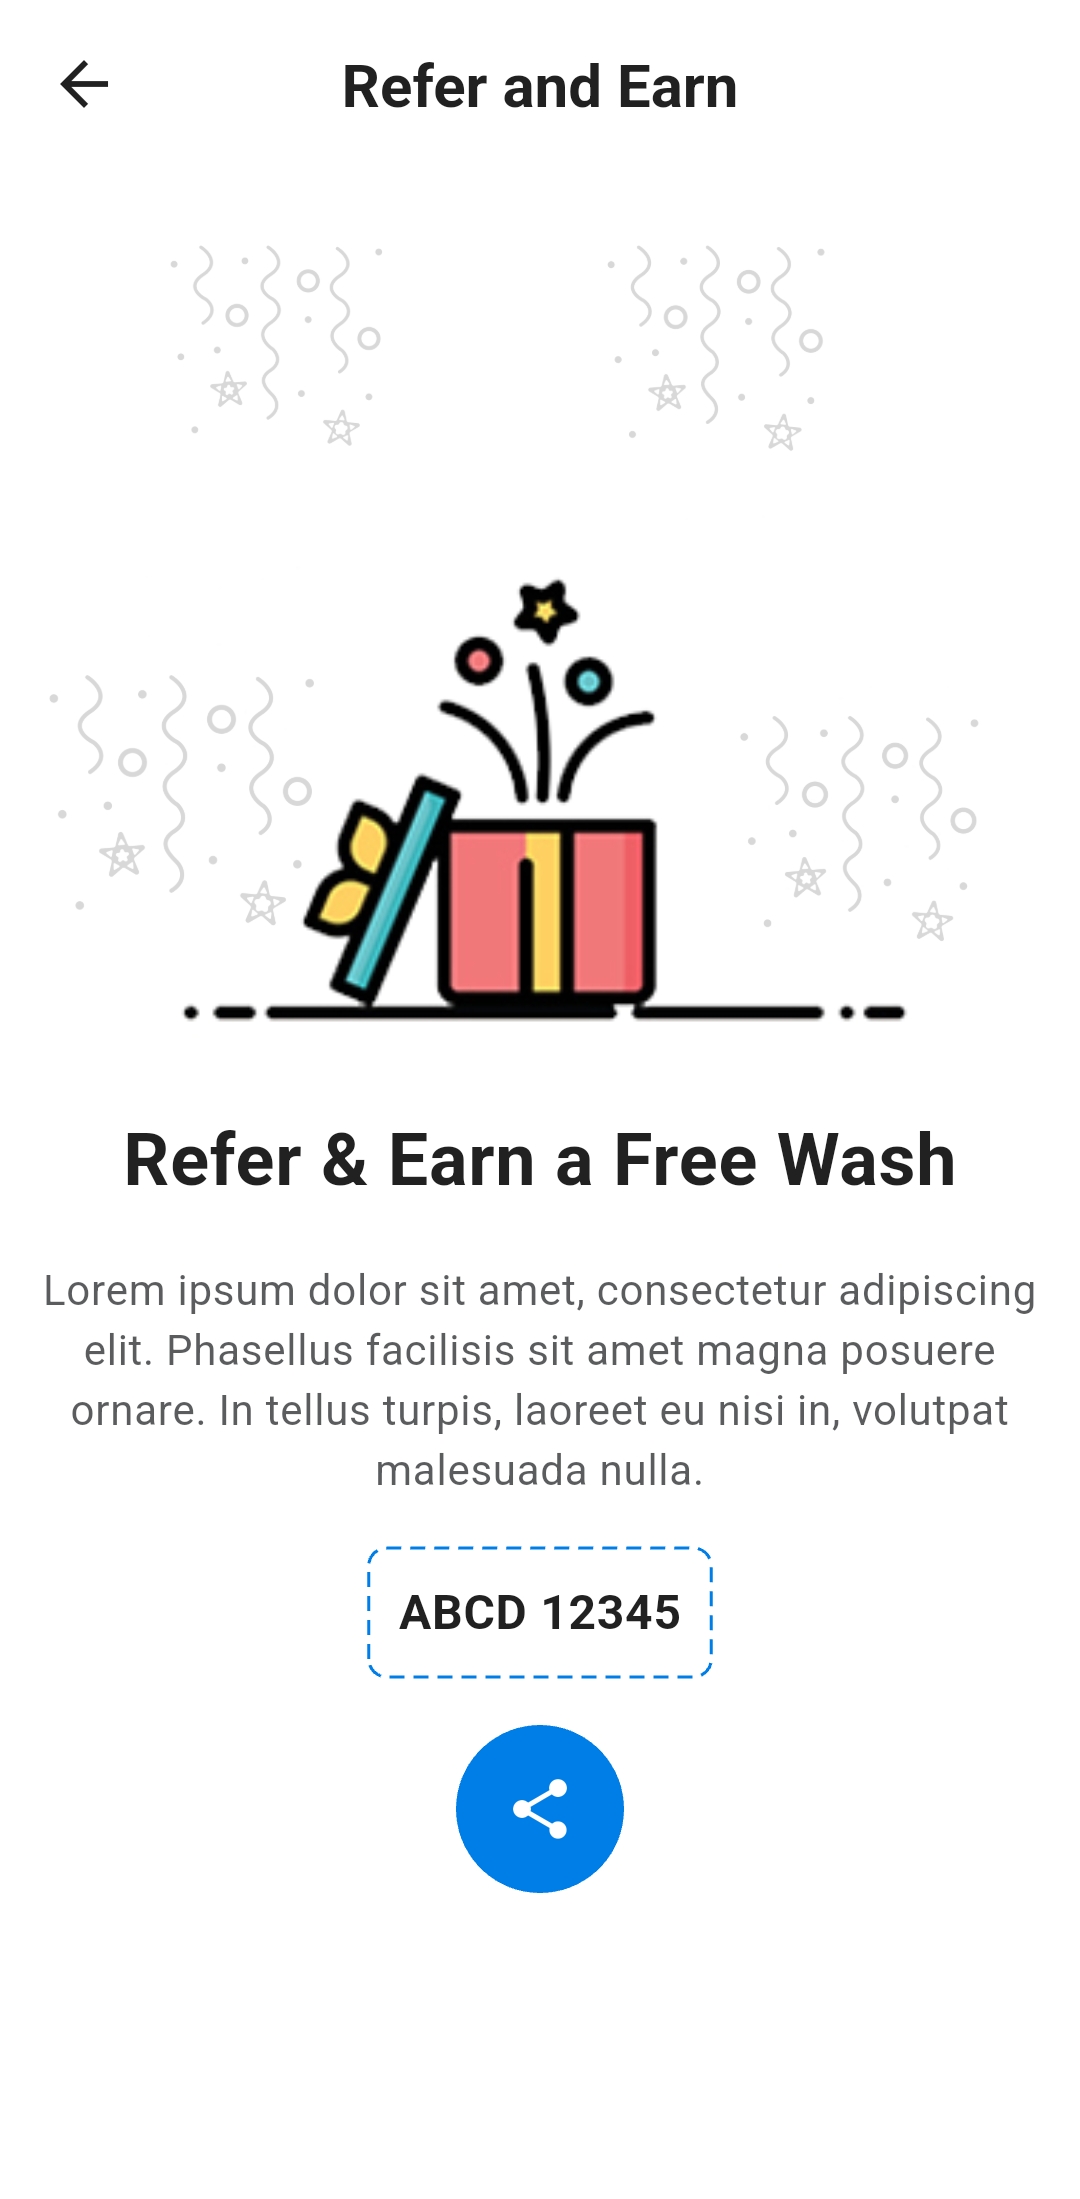 Refer and Earn
Refer & Earn a Free Wash
Lorem ipsum dolor sit amet, consectetur adipiscing
elit. Phasellus facilisis sit amet magna posuere
ornare. In tellus turpis, laoreet eu nisi in, volutpat
malesuada nulla.
ABCD 12345